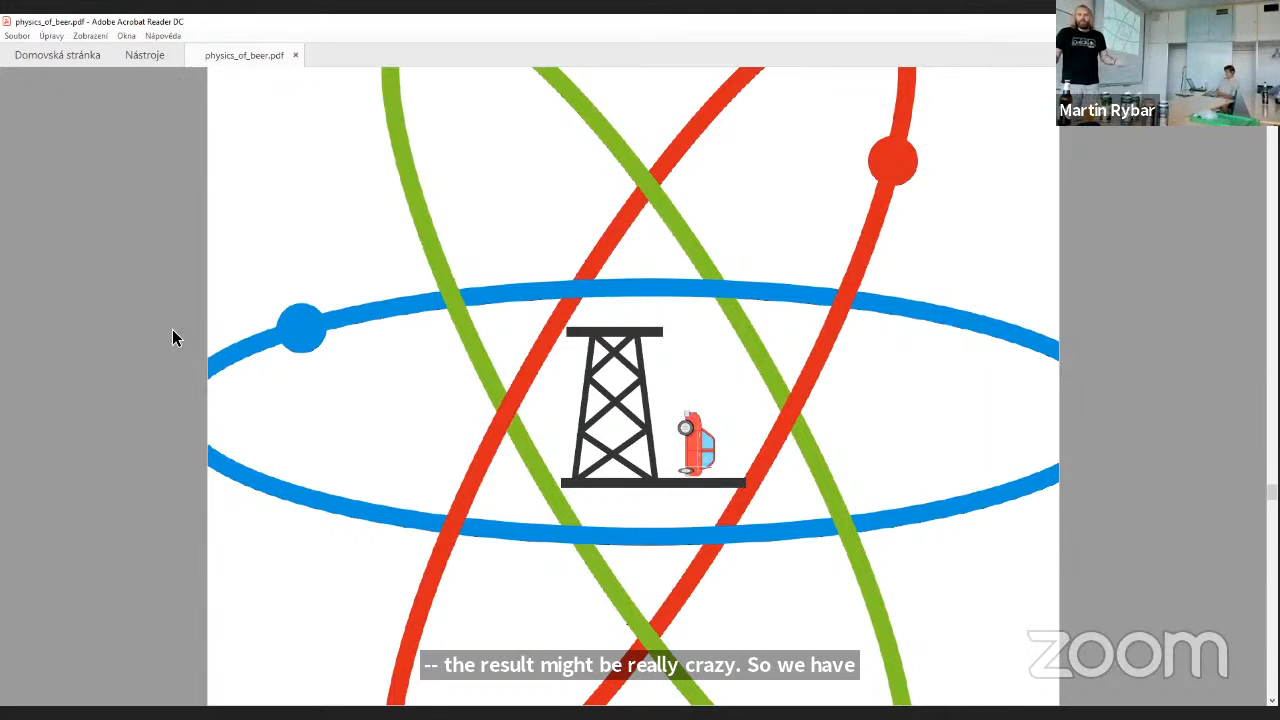 physics_of_beer.pdf - Adobe Acrobat Reader DC
Soubor Úpravy Zobrazení Okna Nápověda
Domovská stránka Nástroje physics_of_beer.pdf ×
Martin Rybar
-- the result might be really crazy. So we have
zoom